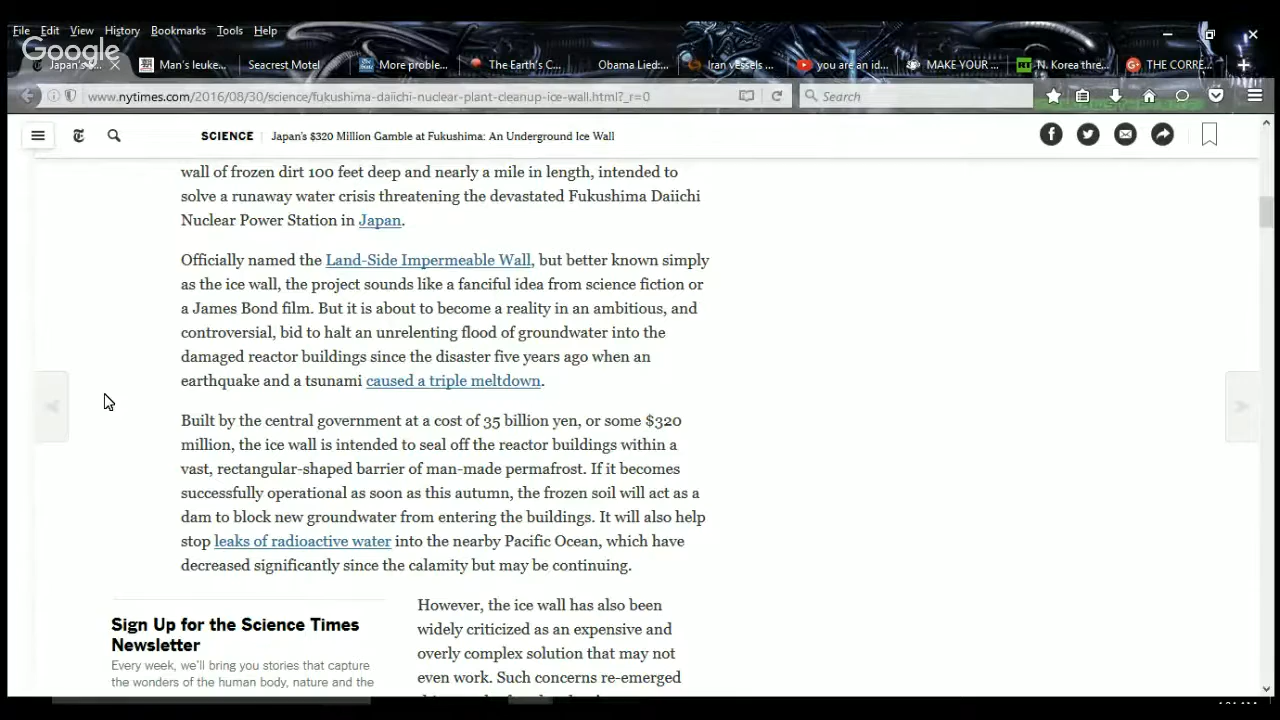 File Edit View History Bookmarks Tools Help
Google
Japan's $... Man's leuke... Seacrest Motel More proble... The Earth's C... Obama Lied:... Iran vessels ... you are an id... MAKE YOUR ... RT N. Korea thre... G+ THE CORRE...
www.nytimes.com/2016/08/30/science/fukushima-daiichi-nuclear-plant-cleanup-ice-wall.html?_r=0 Search
SCIENCE Japan's $320 Million Gamble at Fukushima: An Underground Ice Wall
wall of frozen dirt 100 feet deep and nearly a mile in length, intended to
solve a runaway water crisis threatening the devastated Fukushima Daiichi
Nuclear Power Station in Japan.
Officially named the Land-Side Impermeable Wall, but better known simply
as the ice wall, the project sounds like a fanciful idea from science fiction or
a James Bond film. But it is about to become a reality in an ambitious, and
controversial, bid to halt an unrelenting flood of groundwater into the
damaged reactor buildings since the disaster five years ago when an
earthquake and a tsunami caused a triple meltdown.
Built by the central government at a cost of 35 billion yen, or some $320
million, the ice wall is intended to seal off the reactor buildings within a
vast, rectangular-shaped barrier of man-made permafrost. If it becomes
successfully operational as soon as this autumn, the frozen soil will act as a
dam to block new groundwater from entering the buildings. It will also help
stop leaks of radioactive water into the nearby Pacific Ocean, which have
decreased significantly since the calamity but may be continuing.
Sign Up for the Science Times
Newsletter
Every week, we'll bring you stories that capture
the wonders of the human body, nature and the
However, the ice wall has also been
widely criticized as an expensive and
overly complex solution that may not
even work. Such concerns re-emerged